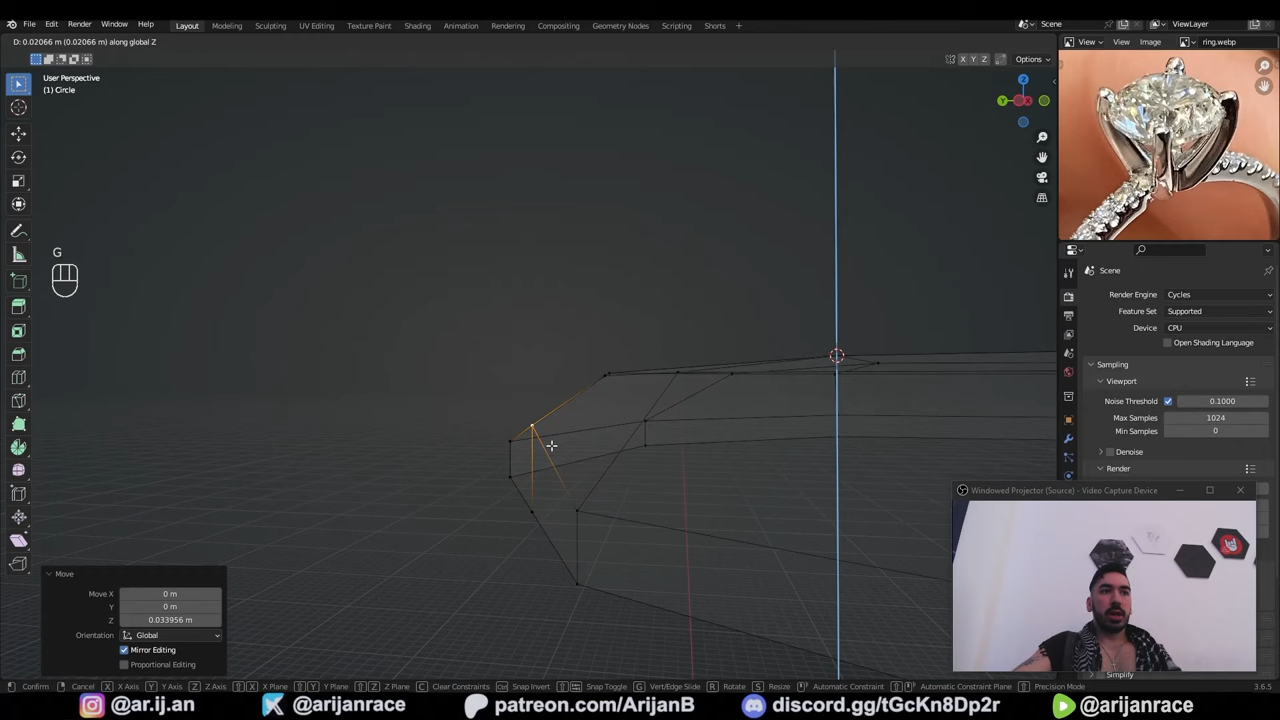 File Edit Render Window Help Layout Modeling Sculpting UV Editing Texture Paint Shading Animation Rendering Compositing Geometry Nodes Scripting Shorts + Scene ViewLayer
D: 0.02066 m (0.02066 m) along global Z
View View Image ring.webp
X Y Z Options
User Perspective
(1) Circle
Z
Y X
G
Scene
Render Engine Cycles
Feature Set Supported
Device CPU
Open Shading Language
Sampling
Viewport
Noise Threshold 0.1000
Max Samples 1024
Min Samples 0
Denoise
Render
Windowed Projector (Source) - Video Capture Device
Move
Move X 0 m
Y 0 m
Z 0.033956 m
Orientation Global
Mirror Editing
Proportional Editing
Simplify
Confirm Cancel X X Axis Y Y Axis Z Z Axis X X Plane Y Y Plane Z Z Plane C Clear Constraints Snap Invert Snap Toggle G Vert/Edge Slide R Rotate S Resize Automatic Constraint Automatic Constraint Plane Precision Mode 3.6.5
@ar.ij.an @arijanrace patreon.com/ArijanB discord.gg/tGcKn8Dp2r @arijanrace